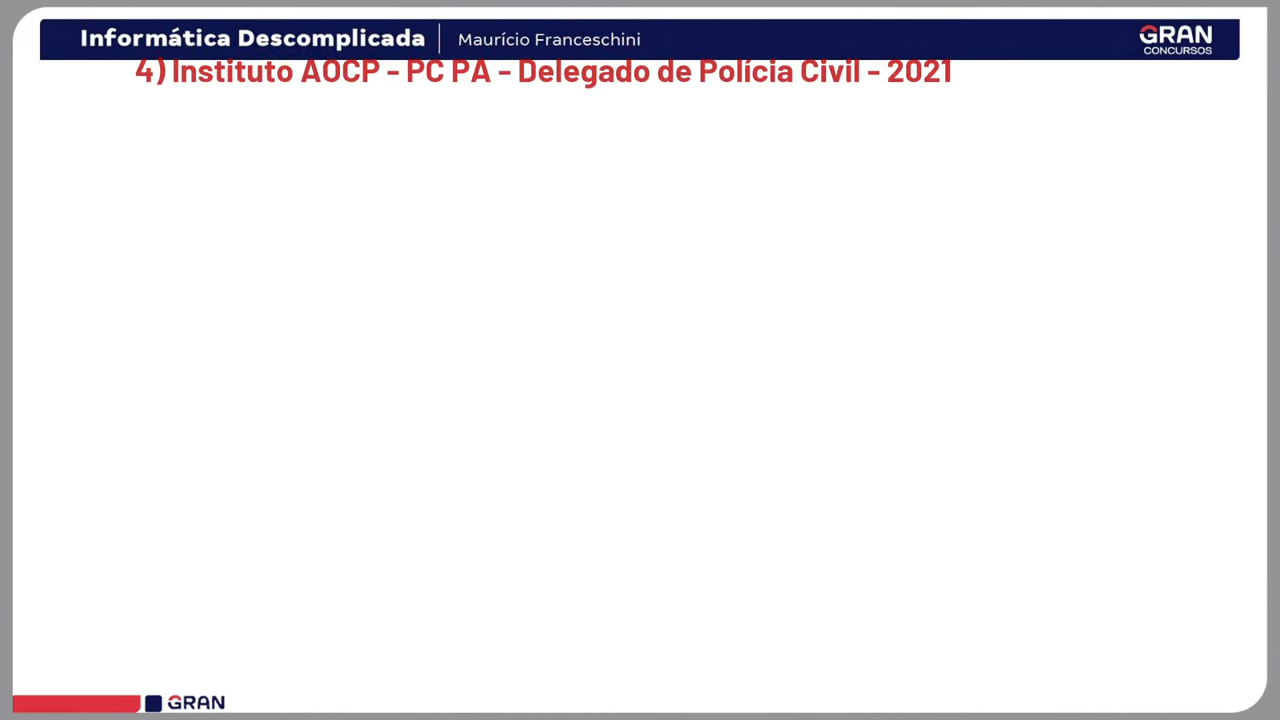 Informática Descomplicada Maurício Franceschini GRAN CONCURSOS
4) Instituto AOCP - PC PA - Delegado de Polícia Civil - 2021
GRAN